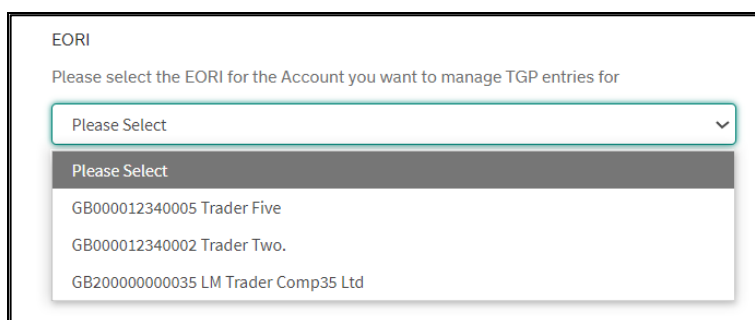 EORI
Please select the EORI for the Account you want to manage TGP entries for
Please Select
Please Select
GB000012340005 Trader Five
GB000012340002 Trader Two.
GB200000000035 LM Trader Comp35 Ltd